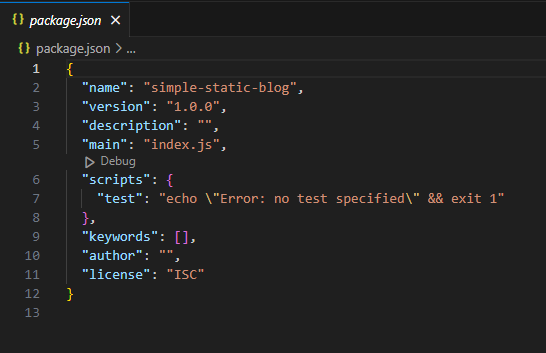 {} package.json ×
{} package.json > ...
1 {
2   "name": "simple-static-blog",
3   "version": "1.0.0",
4   "description": "",
5   "main": "index.js",
Debug
6   "scripts": {
7     "test": "echo \"Error: no test specified\" && exit 1"
8   },
9   "keywords": [],
10   "author": "",
11   "license": "ISC"
12 }
13